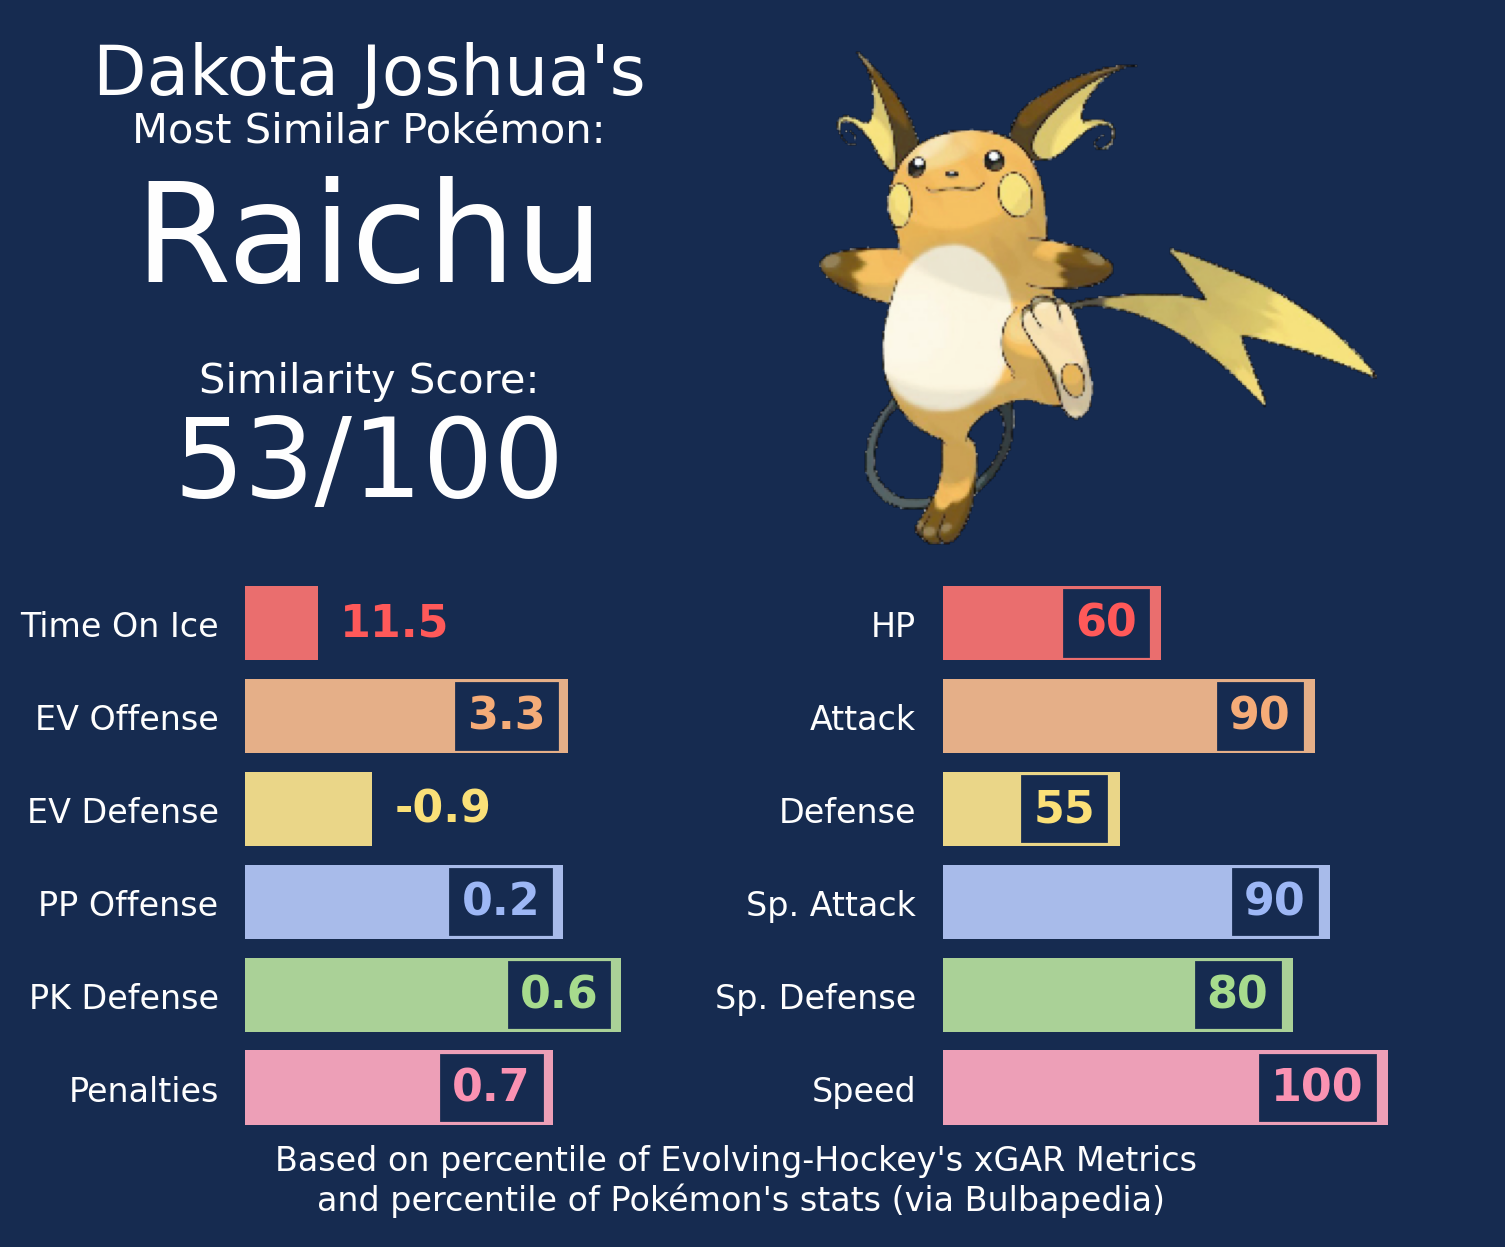 Dakota Joshua's
Most Similar Pokémon:
Raichu
Similarity Score:
53/100
Time On Ice 11.5
EV Offense 3.3
EV Defense -0.9
PP Offense 0.2
PK Defense 0.6
Penalties 0.7
HP 60
Attack 90
Defense 55
Sp. Attack 90
Sp. Defense 80
Speed 100
Based on percentile of Evolving-Hockey's xGAR Metrics
and percentile of Pokémon's stats (via Bulbapedia)